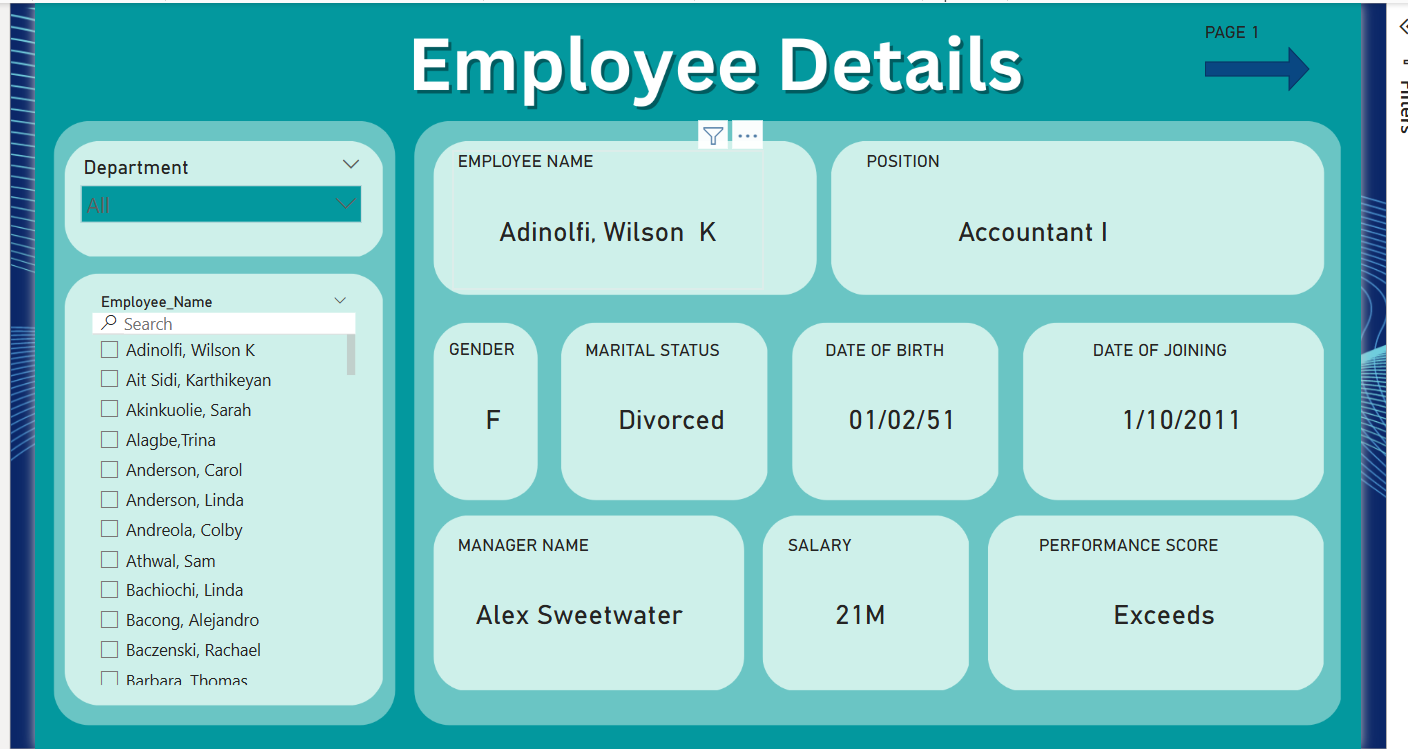 Employee Details
PAGE 1
Filters
Department
All
Employee_Name
Search
Adinolfi, Wilson K
Ait Sidi, Karthikeyan
Akinkuolie, Sarah
Alagbe,Trina
Anderson, Carol
Anderson, Linda
Andreola, Colby
Athwal, Sam
Bachiochi, Linda
Bacong, Alejandro
Baczenski, Rachael
Barbara, Thomas
EMPLOYEE NAME
Adinolfi, Wilson  K
POSITION
Accountant I
GENDER
F
MARITAL STATUS
Divorced
DATE OF BIRTH
01/02/51
DATE OF JOINING
1/10/2011
MANAGER NAME
Alex Sweetwater
SALARY
21M
PERFORMANCE SCORE
Exceeds